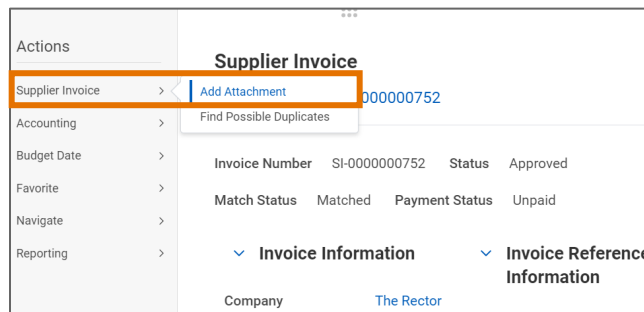 Actions
Supplier Invoice
Supplier Invoice
Add Attachment
000000752
Accounting
Find Possible Duplicates
Budget Date
Invoice Number SI-0000000752 Status Approved
Favorite
Match Status Matched Payment Status Unpaid
Navigate
Reporting
Invoice Information
Invoice Reference
Information
Company The Rector